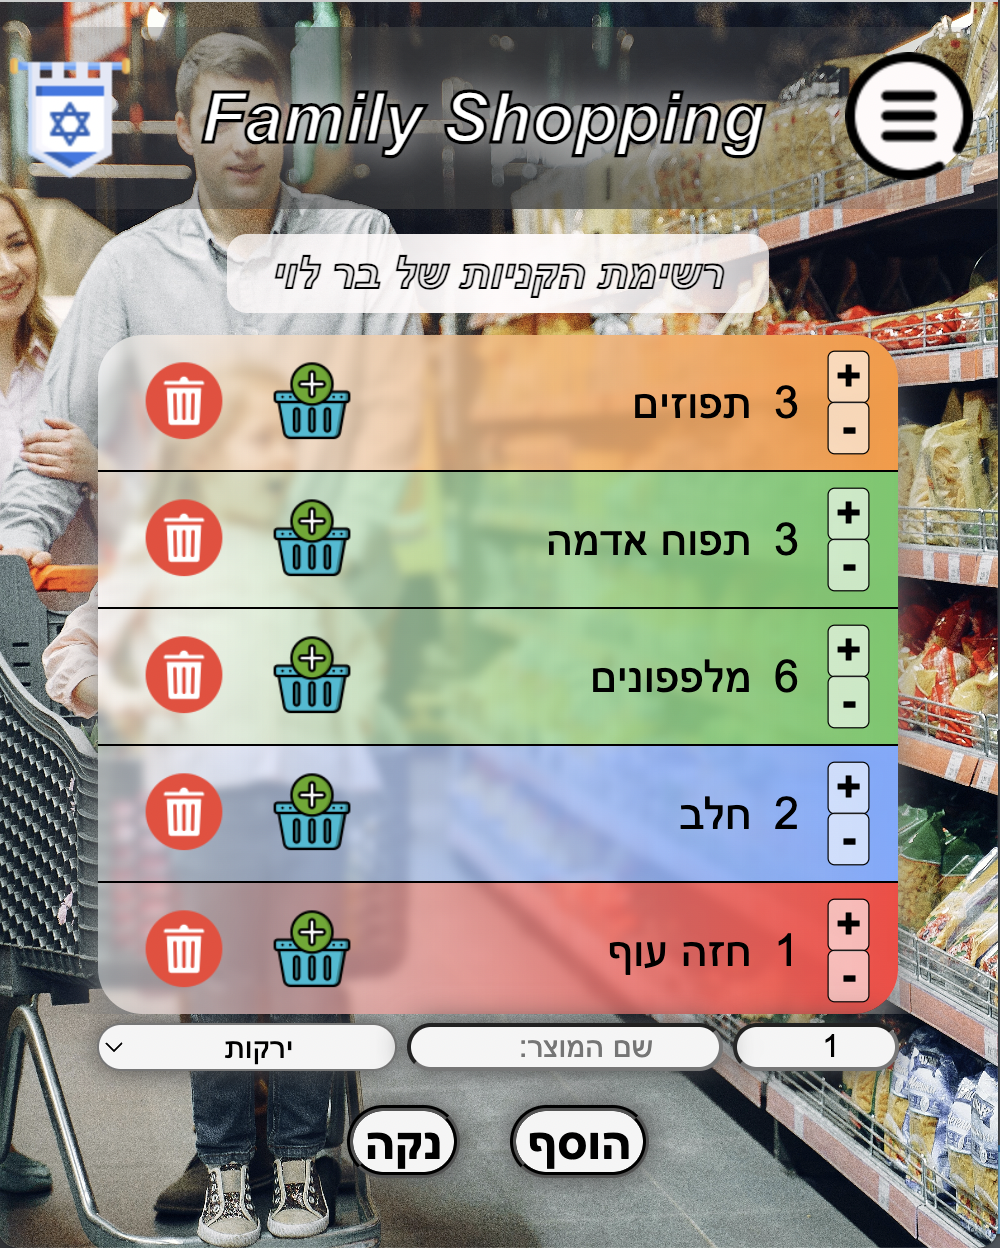 Family Shopping
רשימת הקניות של בר לוי
+
3 תפוזים
-
+
3 תפוח אדמה
-
+
6 מלפפונים
-
+
2 חלב
-
+
1 חזה עוף
-
1 שם המוצר: ירקות
הוסף נקה